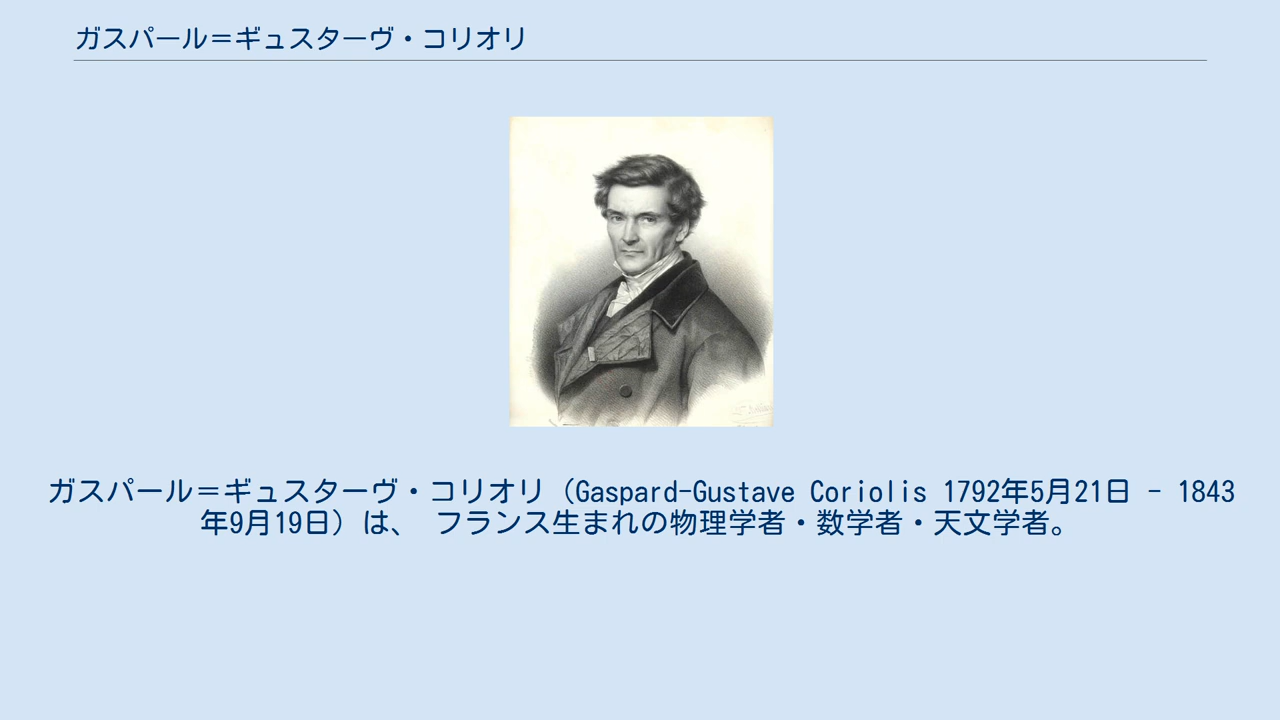 ガスパール＝ギュスターヴ・コリオリ
ガスパール＝ギュスターヴ・コリオリ（Gaspard-Gustave Coriolis 1792年5月21日 - 1843
年9月19日）は、 フランス生まれの物理学者・数学者・天文学者。